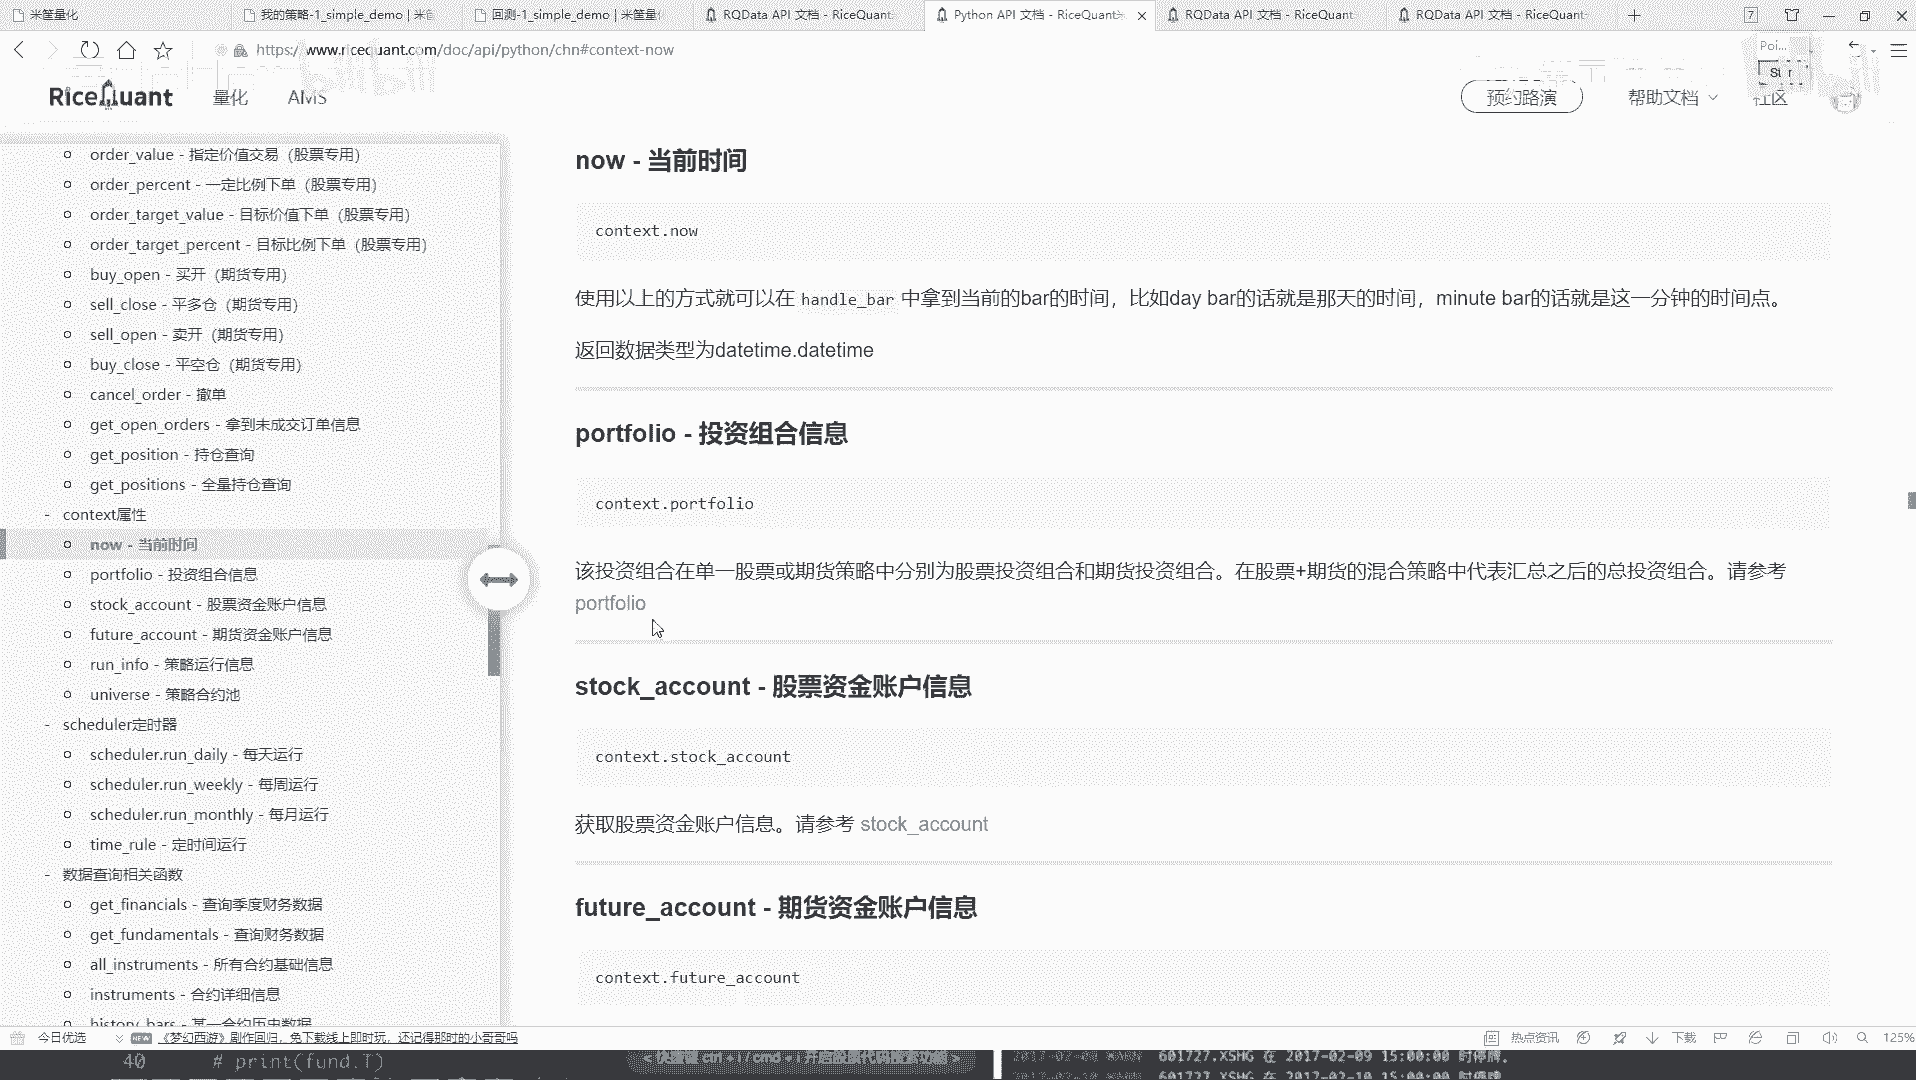 米筐量化
我的策略-1_simple_demo | 米筐
回测-1_simple_demo | 米筐量化
RQData API 文档 - RiceQuant
Python API 文档 - RiceQuant
RQData API 文档 - RiceQuant
RQData API 文档 - RiceQuant
7
https://www.ricequant.com/doc/api/python/chn#context-now
Poi...
RiceQuant
量化
AMS
预约路演
帮助文档
社区
order_value - 指定价值交易（股票专用）
order_percent - 一定比例下单（股票专用）
order_target_value - 目标价值下单（股票专用）
order_target_percent - 目标比例下单（股票专用）
buy_open - 买开（期货专用）
sell_close - 平多仓（期货专用）
sell_open - 卖开（期货专用）
buy_close - 平空仓（期货专用）
cancel_order - 撤单
get_open_orders - 拿到未成交订单信息
get_position - 持仓查询
get_positions - 全量持仓查询
- context属性
now - 当前时间
portfolio - 投资组合信息
stock_account - 股票资金账户信息
future_account - 期货资金账户信息
run_info - 策略运行信息
universe - 策略合约池
- scheduler定时器
scheduler.run_daily - 每天运行
scheduler.run_weekly - 每周运行
scheduler.run_monthly - 每月运行
time_rule - 定时间运行
- 数据查询相关函数
get_financials - 查询季度财务数据
get_fundamentals - 查询财务数据
all_instruments - 所有合约基础信息
instruments - 合约详细信息
history_bars - 某一合约历史数据
now - 当前时间
context.now
使用以上的方式就可以在 handle_bar 中拿到当前的bar的时间，比如day bar的话就是那天的时间，minute bar的话就是这一分钟的时间点。
返回数据类型为datetime.datetime
portfolio - 投资组合信息
context.portfolio
该投资组合在单一股票或期货策略中分别为股票投资组合和期货投资组合。在股票+期货的混合策略中代表汇总之后的总投资组合。请参考
portfolio
stock_account - 股票资金账户信息
context.stock_account
获取股票资金账户信息。请参考 stock_account
future_account - 期货资金账户信息
context.future_account
今日优选
NEW
《梦幻西游》剧作回归，免下载线上即时玩，还记得那时的小哥哥吗
热点资讯
下载
125%
40 # print(fund.T)
2017-02-09 WARN 601727.XSHG 在 2017-02-09 15:00:00 时停牌。
2017-02-10 WARN 601727.XSHG 在 2017-02-10 15:00:00 时停牌。